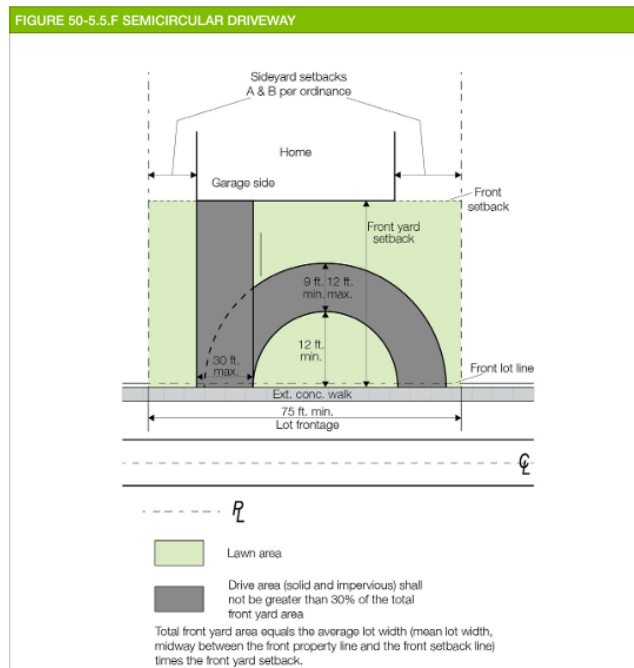 FIGURE 50-5.5.F SEMICIRCULAR DRIVEWAY
Sideyard setbacks
A & B per ordinance
Home
Garage side
Front
setback
Front yard
setback
9 ft. 12 ft.
min. max.
12 ft.
min.
30 ft.
max.
Front lot line
Ext. conc. walk
75 ft. min.
Lot frontage
℄
PL
Lawn area
Drive area (solid and impervious) shall
not be greater than 30% of the total
front yard area
Total front yard area equals the average lot width (mean lot width,
midway between the front property line and the front setback line)
times the front yard setback.